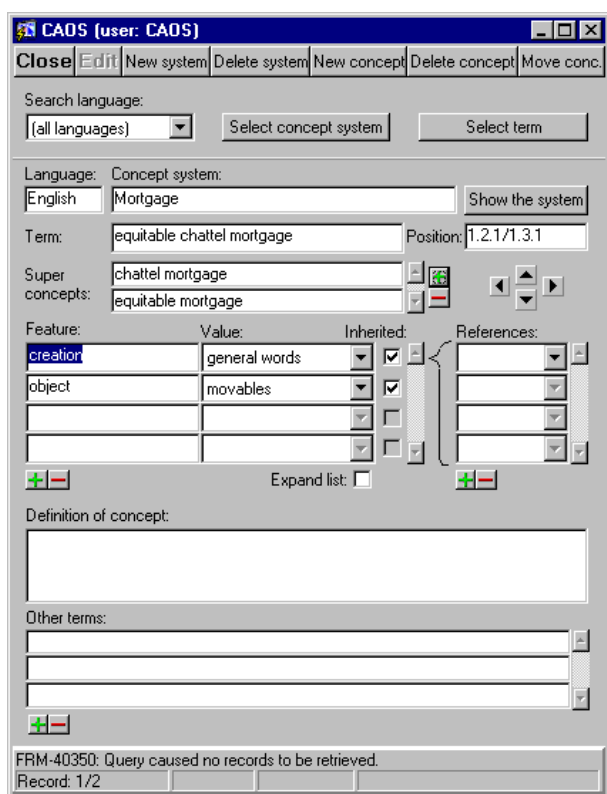 CAOS (user: CAOS)
Close Edit New system Delete system New concept Delete concept Move conc.
Search language:
(all languages) Select concept system Select term
Language: Concept system:
English Mortgage Show the system
Term: equitable chattel mortgage Position: 1.2.1/1.3.1
Super concepts: chattel mortgage
equitable mortgage
Feature: Value: Inherited: References:
creation general words
object movables
Expand list:
Definition of concept:
Other terms:
FRM-40350: Query caused no records to be retrieved.
Record: 1/2